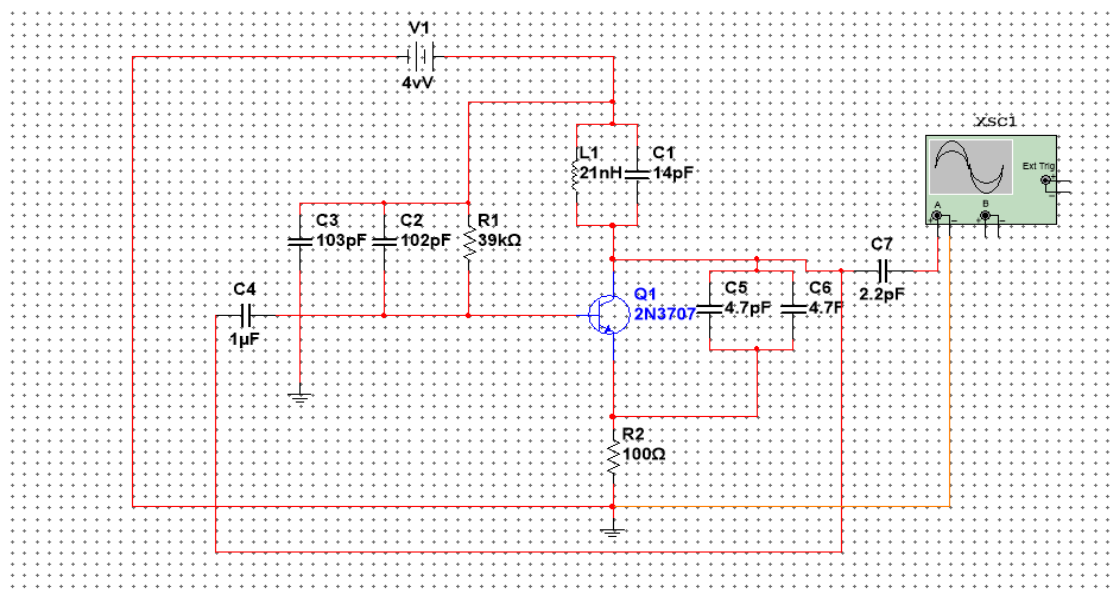 V1
4vV
XSC1
Ext Trig
+
-
A
B
+
-
+
-
L1
21nH
C1
14pF
C3
103pF
C2
102pF
R1
39kΩ
C7
2.2pF
C4
1µF
Q1
2N3707
C5
4.7pF
C6
4.7F
R2
100Ω